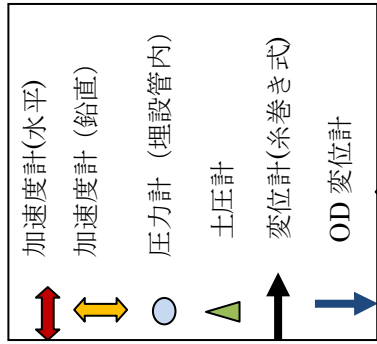 加速度計(水平)
加速度計（鉛直）
圧力計（埋設管内）
土圧計
変位計(糸巻き式)
OD 変位計